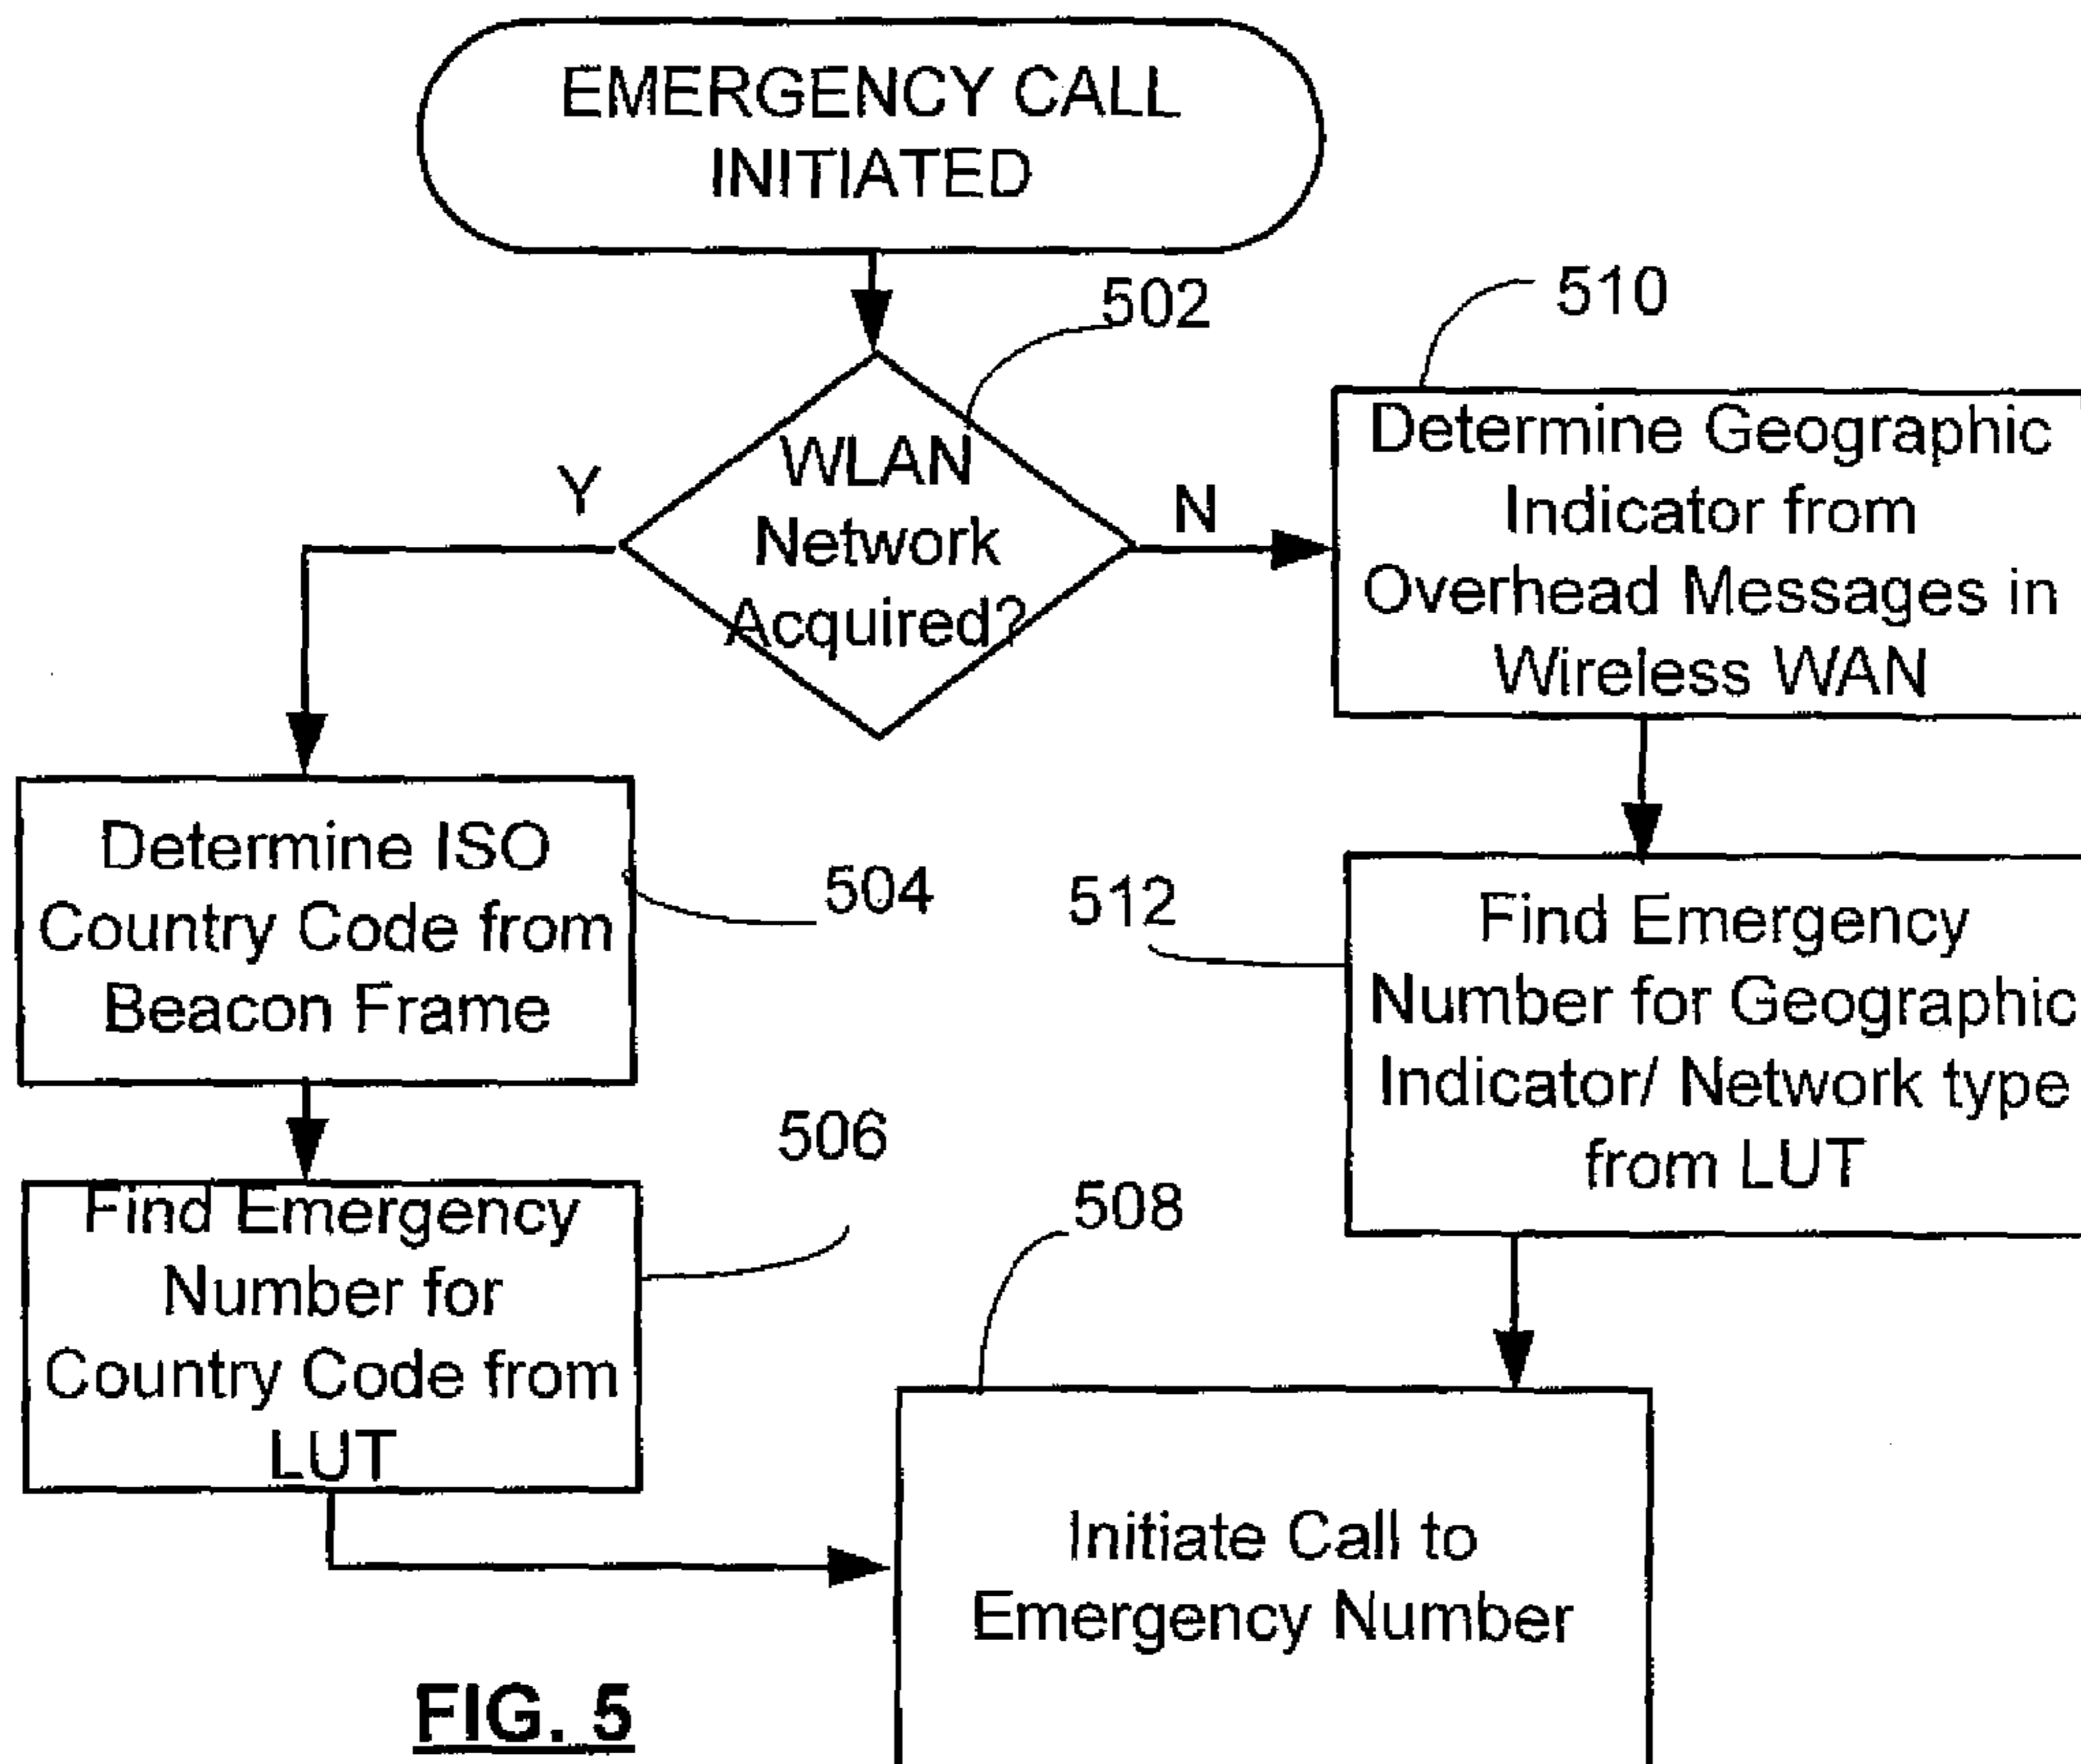 EMERGENCY CALL
INITIATED
502
510
WLAN
Network
Acquired?
Y
N
Determine Geographic
Indicator from
Overhead Messages in
Wireless WAN
Determine ISO
Country Code from
Beacon Frame
504
512
Find Emergency
Number for Geographic
Indicator/ Network type
from LUT
506
Find Emergency
Number for
Country Code from
LUT
508
Initiate Call to
Emergency Number
FIG. 5